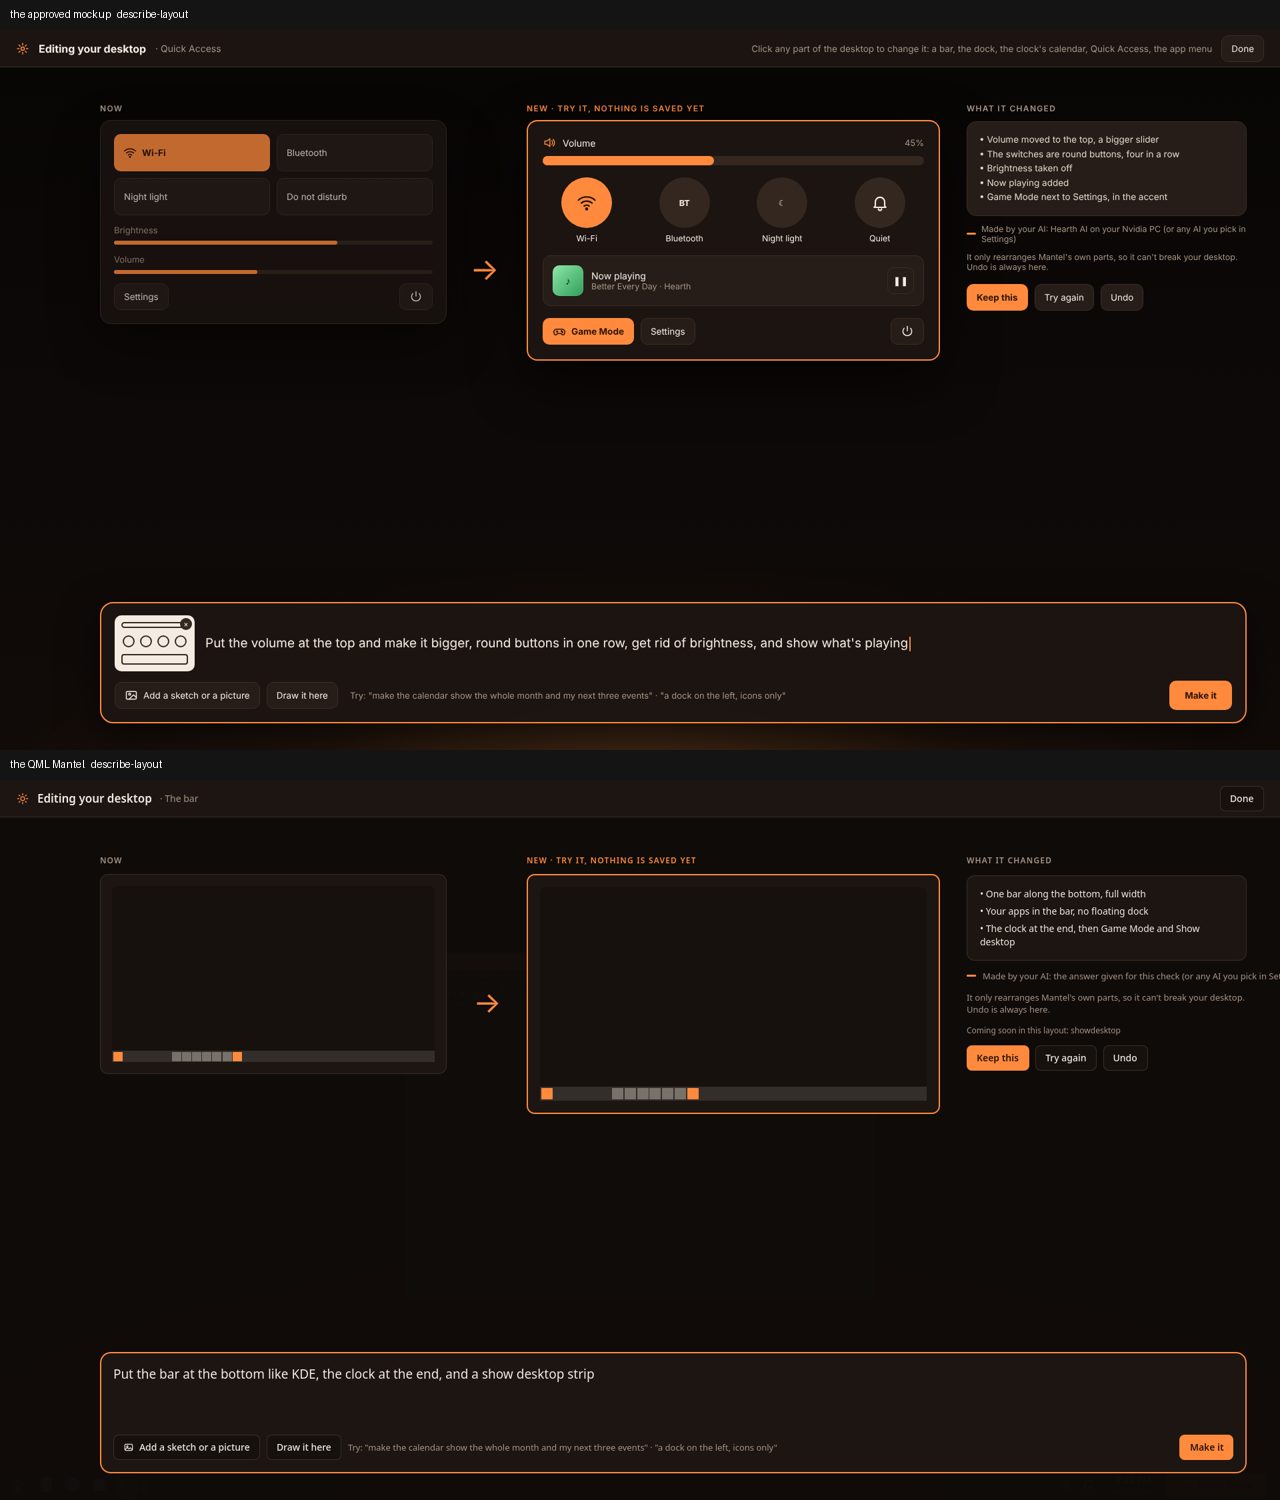 the approved mockup describe-layout
Editing your desktop · Quick Access
Click any part of the desktop to change it: a bar, the dock, the clock's calendar, Quick Access, the app menu
Done
NOW
Wi-Fi
Bluetooth
Night light
Do not disturb
Brightness
Volume
Settings
NEW · TRY IT, NOTHING IS SAVED YET
Volume
45%
Wi-Fi
BT
Bluetooth
Night light
Quiet
Now playing
Better Every Day · Hearth
Game Mode
Settings
WHAT IT CHANGED
• Volume moved to the top, a bigger slider
• The switches are round buttons, four in a row
• Brightness taken off
• Now playing added
• Game Mode next to Settings, in the accent
Made by your AI: Hearth AI on your Nvidia PC (or any AI you pick in
Settings)
It only rearranges Mantel's own parts, so it can't break your desktop.
Undo is always here.
Keep this
Try again
Undo
Put the volume at the top and make it bigger, round buttons in one row, get rid of brightness, and show what's playing
Add a sketch or a picture
Draw it here
Try: "make the calendar show the whole month and my next three events" · "a dock on the left, icons only"
Make it
the QML Mantel describe-layout
Editing your desktop · The bar
Done
NOW
NEW · TRY IT, NOTHING IS SAVED YET
WHAT IT CHANGED
• One bar along the bottom, full width
• Your apps in the bar, no floating dock
• The clock at the end, then Game Mode and Show
desktop
Made by your AI: the answer given for this check (or any AI you pick in Set
It only rearranges Mantel's own parts, so it can't break your desktop.
Undo is always here.
Coming soon in this layout: showdesktop
Keep this
Try again
Undo
Put the bar at the bottom like KDE, the clock at the end, and a show desktop strip
Add a sketch or a picture
Draw it here
Try: "make the calendar show the whole month and my next three events" · "a dock on the left, icons only"
Make it